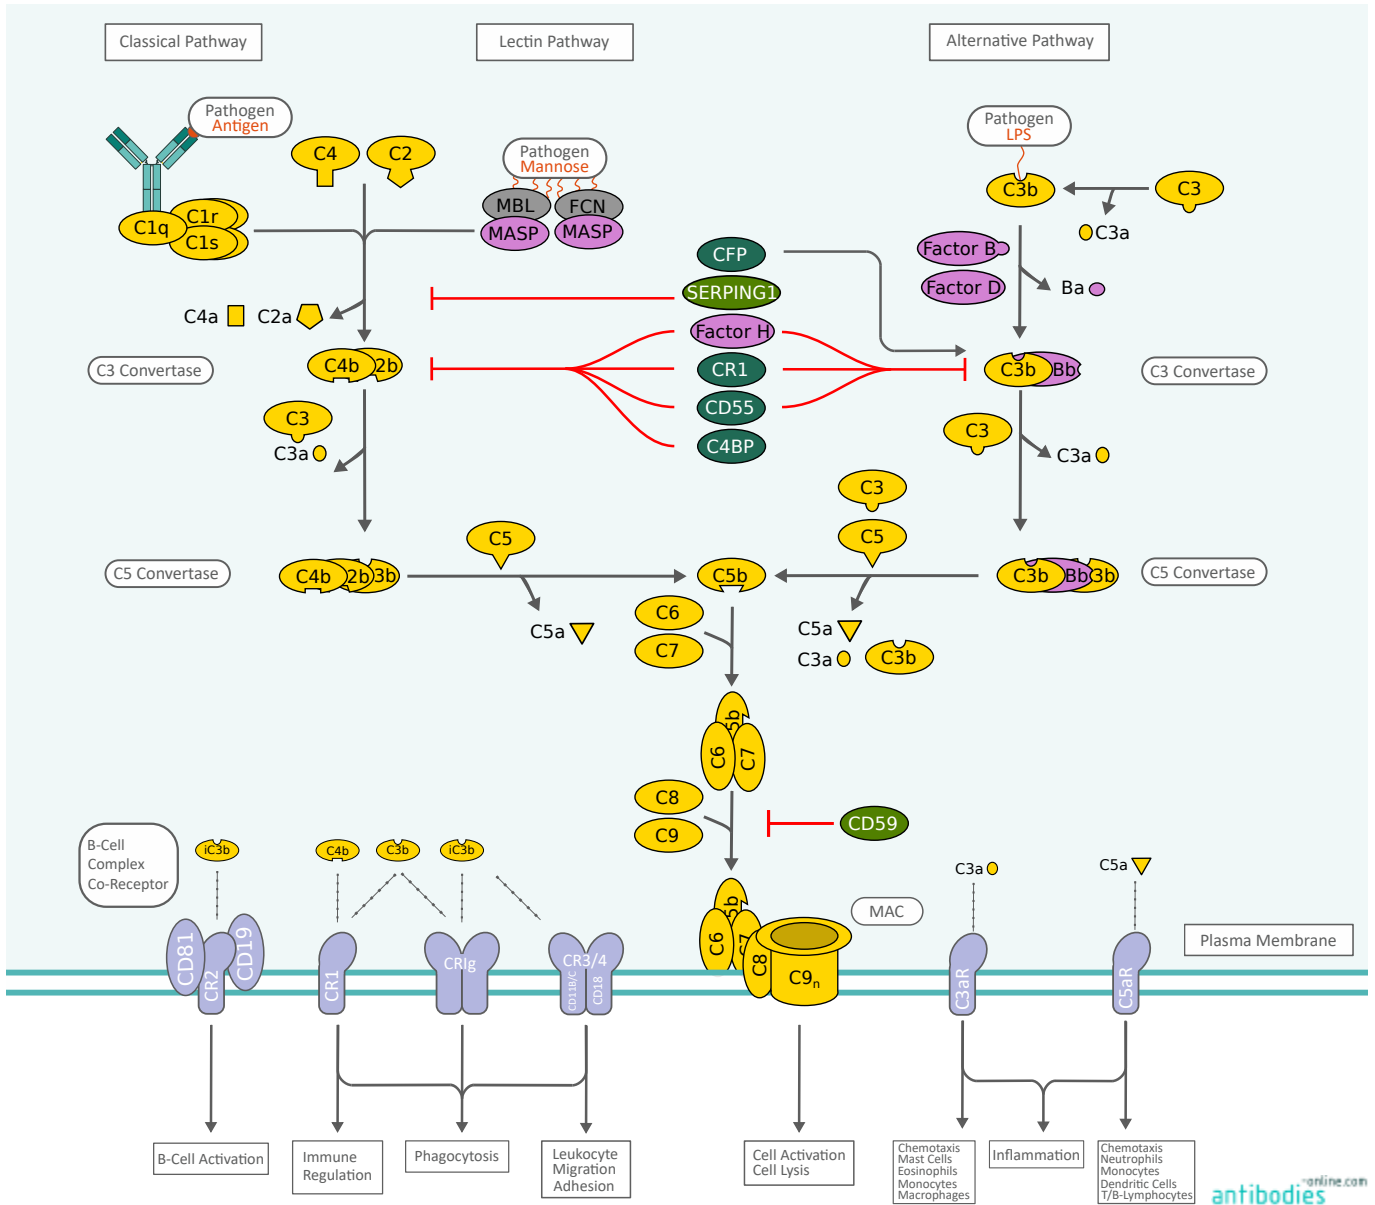 Classical Pathway
Lectin Pathway
Alternative Pathway
Pathogen
Antigen
C4
C2
Pathogen
Mannose
Pathogen
LPS
C1q
C1r
C1s
MBL
FCN
MASP
MASP
C3b
C3
C3a
CFP
SERPING1
Factor H
CR1
CD55
C4BP
Factor B
Factor D
Ba
C4a
C2a
C3 Convertase
C4b
2b
C3b
Bb
C3 Convertase
C3
C3a
C3
C3a
C5 Convertase
C4b
2b
3b
C5
C5a
C5b
C3
C5
C5a
C3a
C3b
C3b
Bb
3b
C5 Convertase
C6
C7
5b
C6
C7
C8
C9
CD59
B-Cell
Complex
Co-Receptor
iC3b
C4b
C3b
iC3b
C3a
C5a
MAC
Plasma Membrane
CD81
CR2
CD19
CR1
CRIg
CR3/4
CD11B/C
CD18
5b
C6
C7
C8
C9n
C3aR
C5aR
B-Cell Activation
Immune
Regulation
Phagocytosis
Leukocyte
Migration
Adhesion
Cell Activation
Cell Lysis
Chemotaxis
Mast Cells
Eosinophils
Monocytes
Macrophages
Inflammation
Chemotaxis
Neutrophils
Monocytes
Dendritic Cells
T/B-Lymphocytes
antibodies-online.com